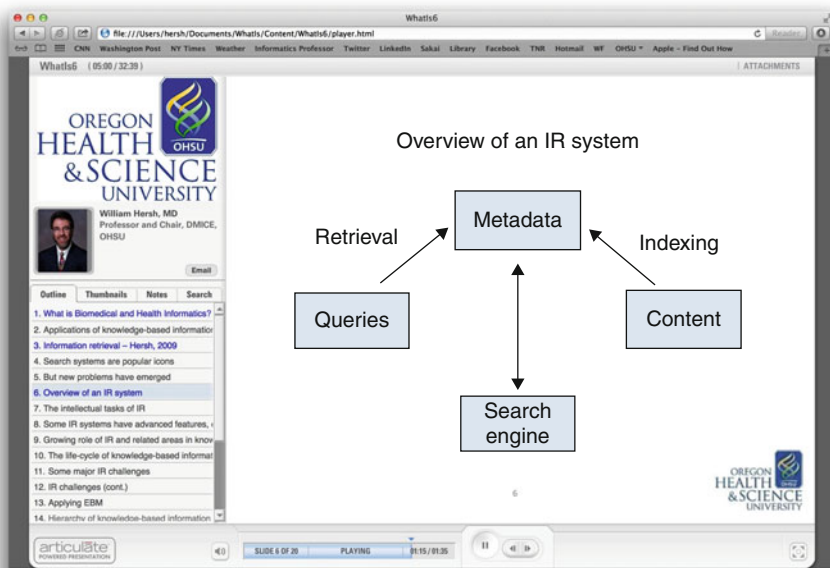 WhatIs6
file:///Users/hersh/Documents/WhatIs/Content/WhatIs6/player.html
Reader
CNN Washington Post NY Times Weather Informatics Professor Twitter LinkedIn Sakai Library Facebook TNR Hotmail WF OHSU Apple – Find Out How
WhatIs6 ( 05:00 / 32:39 )
ATTACHMENTS
OREGON
HEALTH
OHSU
& SCIENCE
UNIVERSITY
William Hersh, MD
Professor and Chair, DMICE,
OHSU
Email
Outline Thumbnails Notes Search
1. What is Biomedical and Health Informatics?
2. Applications of knowledge-based information
3. Information retrieval – Hersh, 2009
4. Search systems are popular icons
5. But new problems have emerged
6. Overview of an IR system
7. The intellectual tasks of IR
8. Some IR systems have advanced features,
9. Growing role of IR and related areas in know
10. The life-cycle of knowledge-based informat
11. Some major IR challenges
12. IR challenges (cont.)
13. Applying EBM
14. Hierarchy of knowledge-based information
Overview of an IR system
Metadata
Retrieval
Indexing
Queries
Content
Search
engine
6
OREGON
HEALTH
OHSU
& SCIENCE
UNIVERSITY
articulate
POWERED PRESENTATION
SLIDE 6 OF 20 PLAYING 01:15 / 01:35